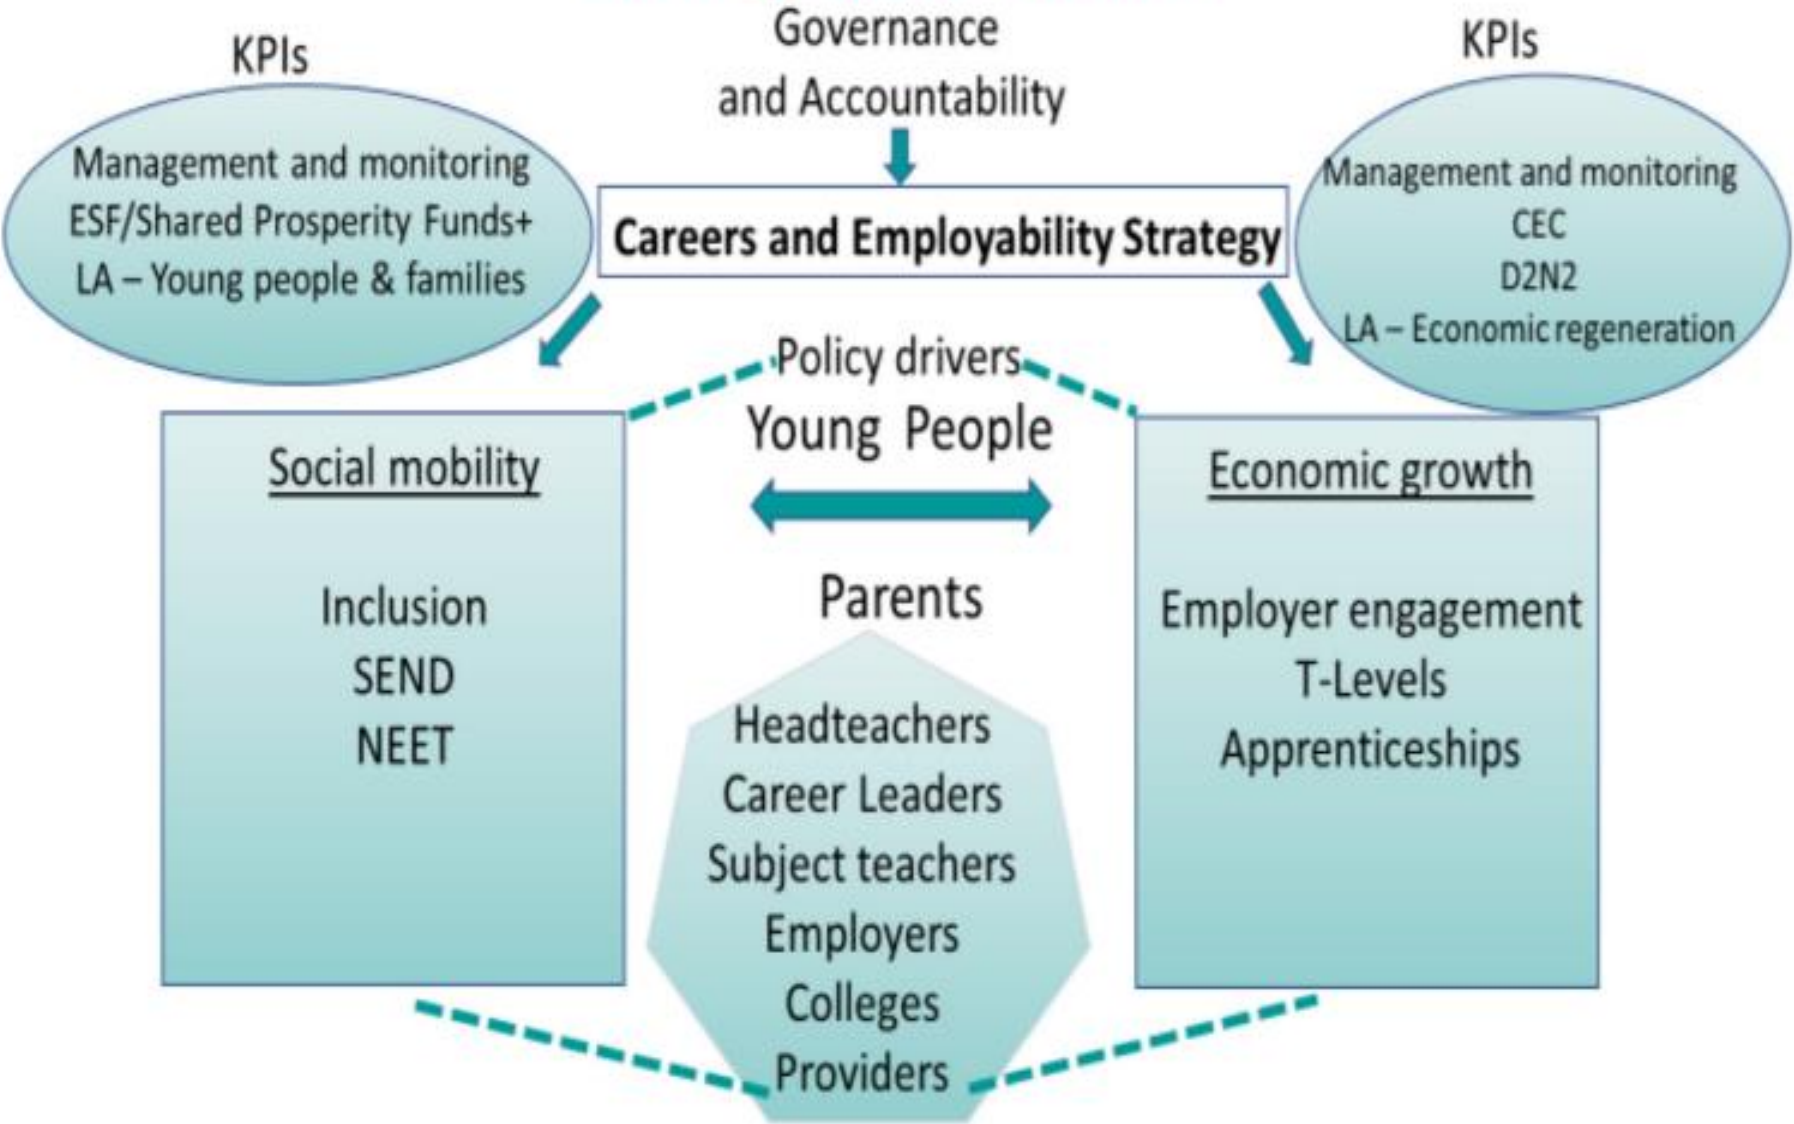 KPIs
Management and monitoring
ESF/Shared Prosperity Funds+
LA – Young people & families
Governance
and Accountability
Careers and Employability Strategy
KPIs
Management and monitoring
CEC
D2N2
LA – Economic regeneration
Policy drivers
Young People
Parents
Social mobility
Inclusion
SEND
NEET
Headteachers
Career Leaders
Subject teachers
Employers
Colleges
Providers
Economic growth
Employer engagement
T-Levels
Apprenticeships